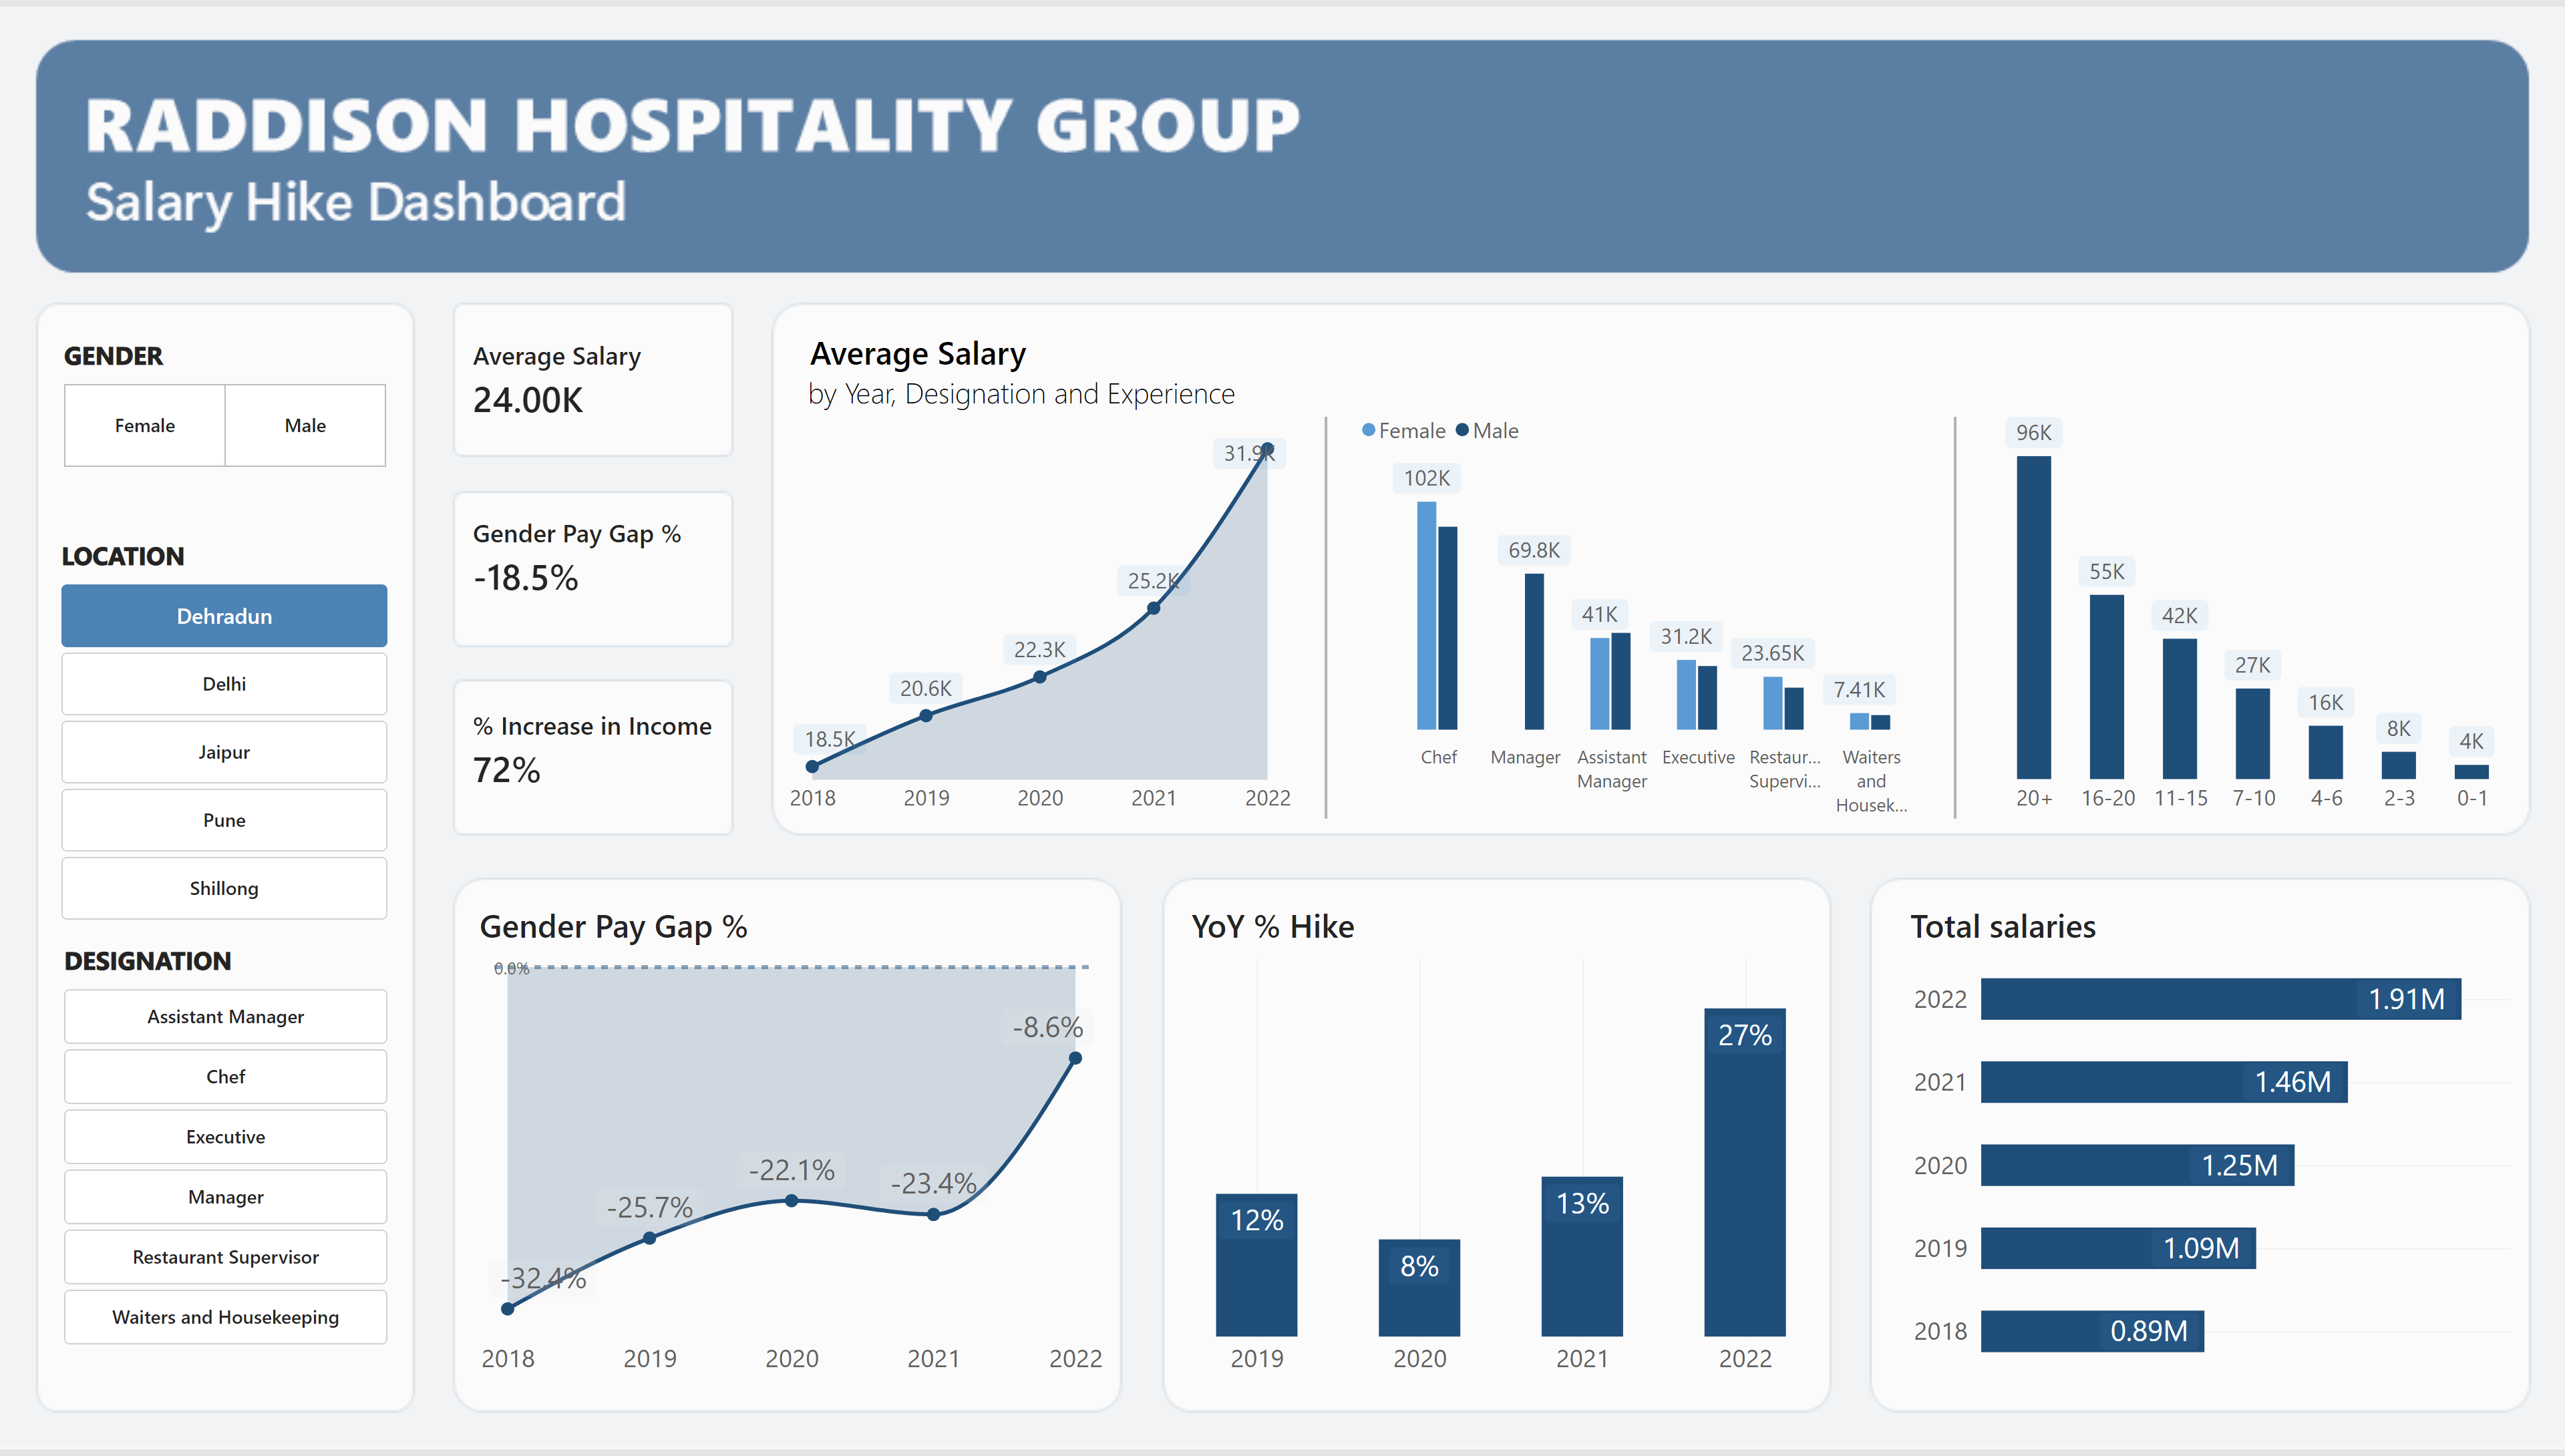 RADDISON HOSPITALITY GROUP
Salary Hike Dashboard
GENDER
Female
Male
LOCATION
Dehradun
Delhi
Jaipur
Pune
Shillong
DESIGNATION
Assistant Manager
Chef
Executive
Manager
Restaurant Supervisor
Waiters and Housekeeping
Average Salary
24.00K
Gender Pay Gap %
-18.5%
% Increase in Income
72%
Average Salary
by Year, Designation and Experience
18.5K
20.6K
22.3K
25.2K
31.9K
2018
2019
2020
2021
2022
Female
Male
102K
69.8K
41K
31.2K
23.65K
7.41K
Chef
Manager
Assistant
Manager
Executive
Restaur...
Supervi...
Waiters
and
Housek...
96K
55K
42K
27K
16K
8K
4K
20+
16-20
11-15
7-10
4-6
2-3
0-1
Gender Pay Gap %
0.0%
-32.4%
-25.7%
-22.1%
-23.4%
-8.6%
2018
2019
2020
2021
2022
YoY % Hike
12%
8%
13%
27%
2019
2020
2021
2022
Total salaries
2022 1.91M
2021 1.46M
2020 1.25M
2019 1.09M
2018 0.89M